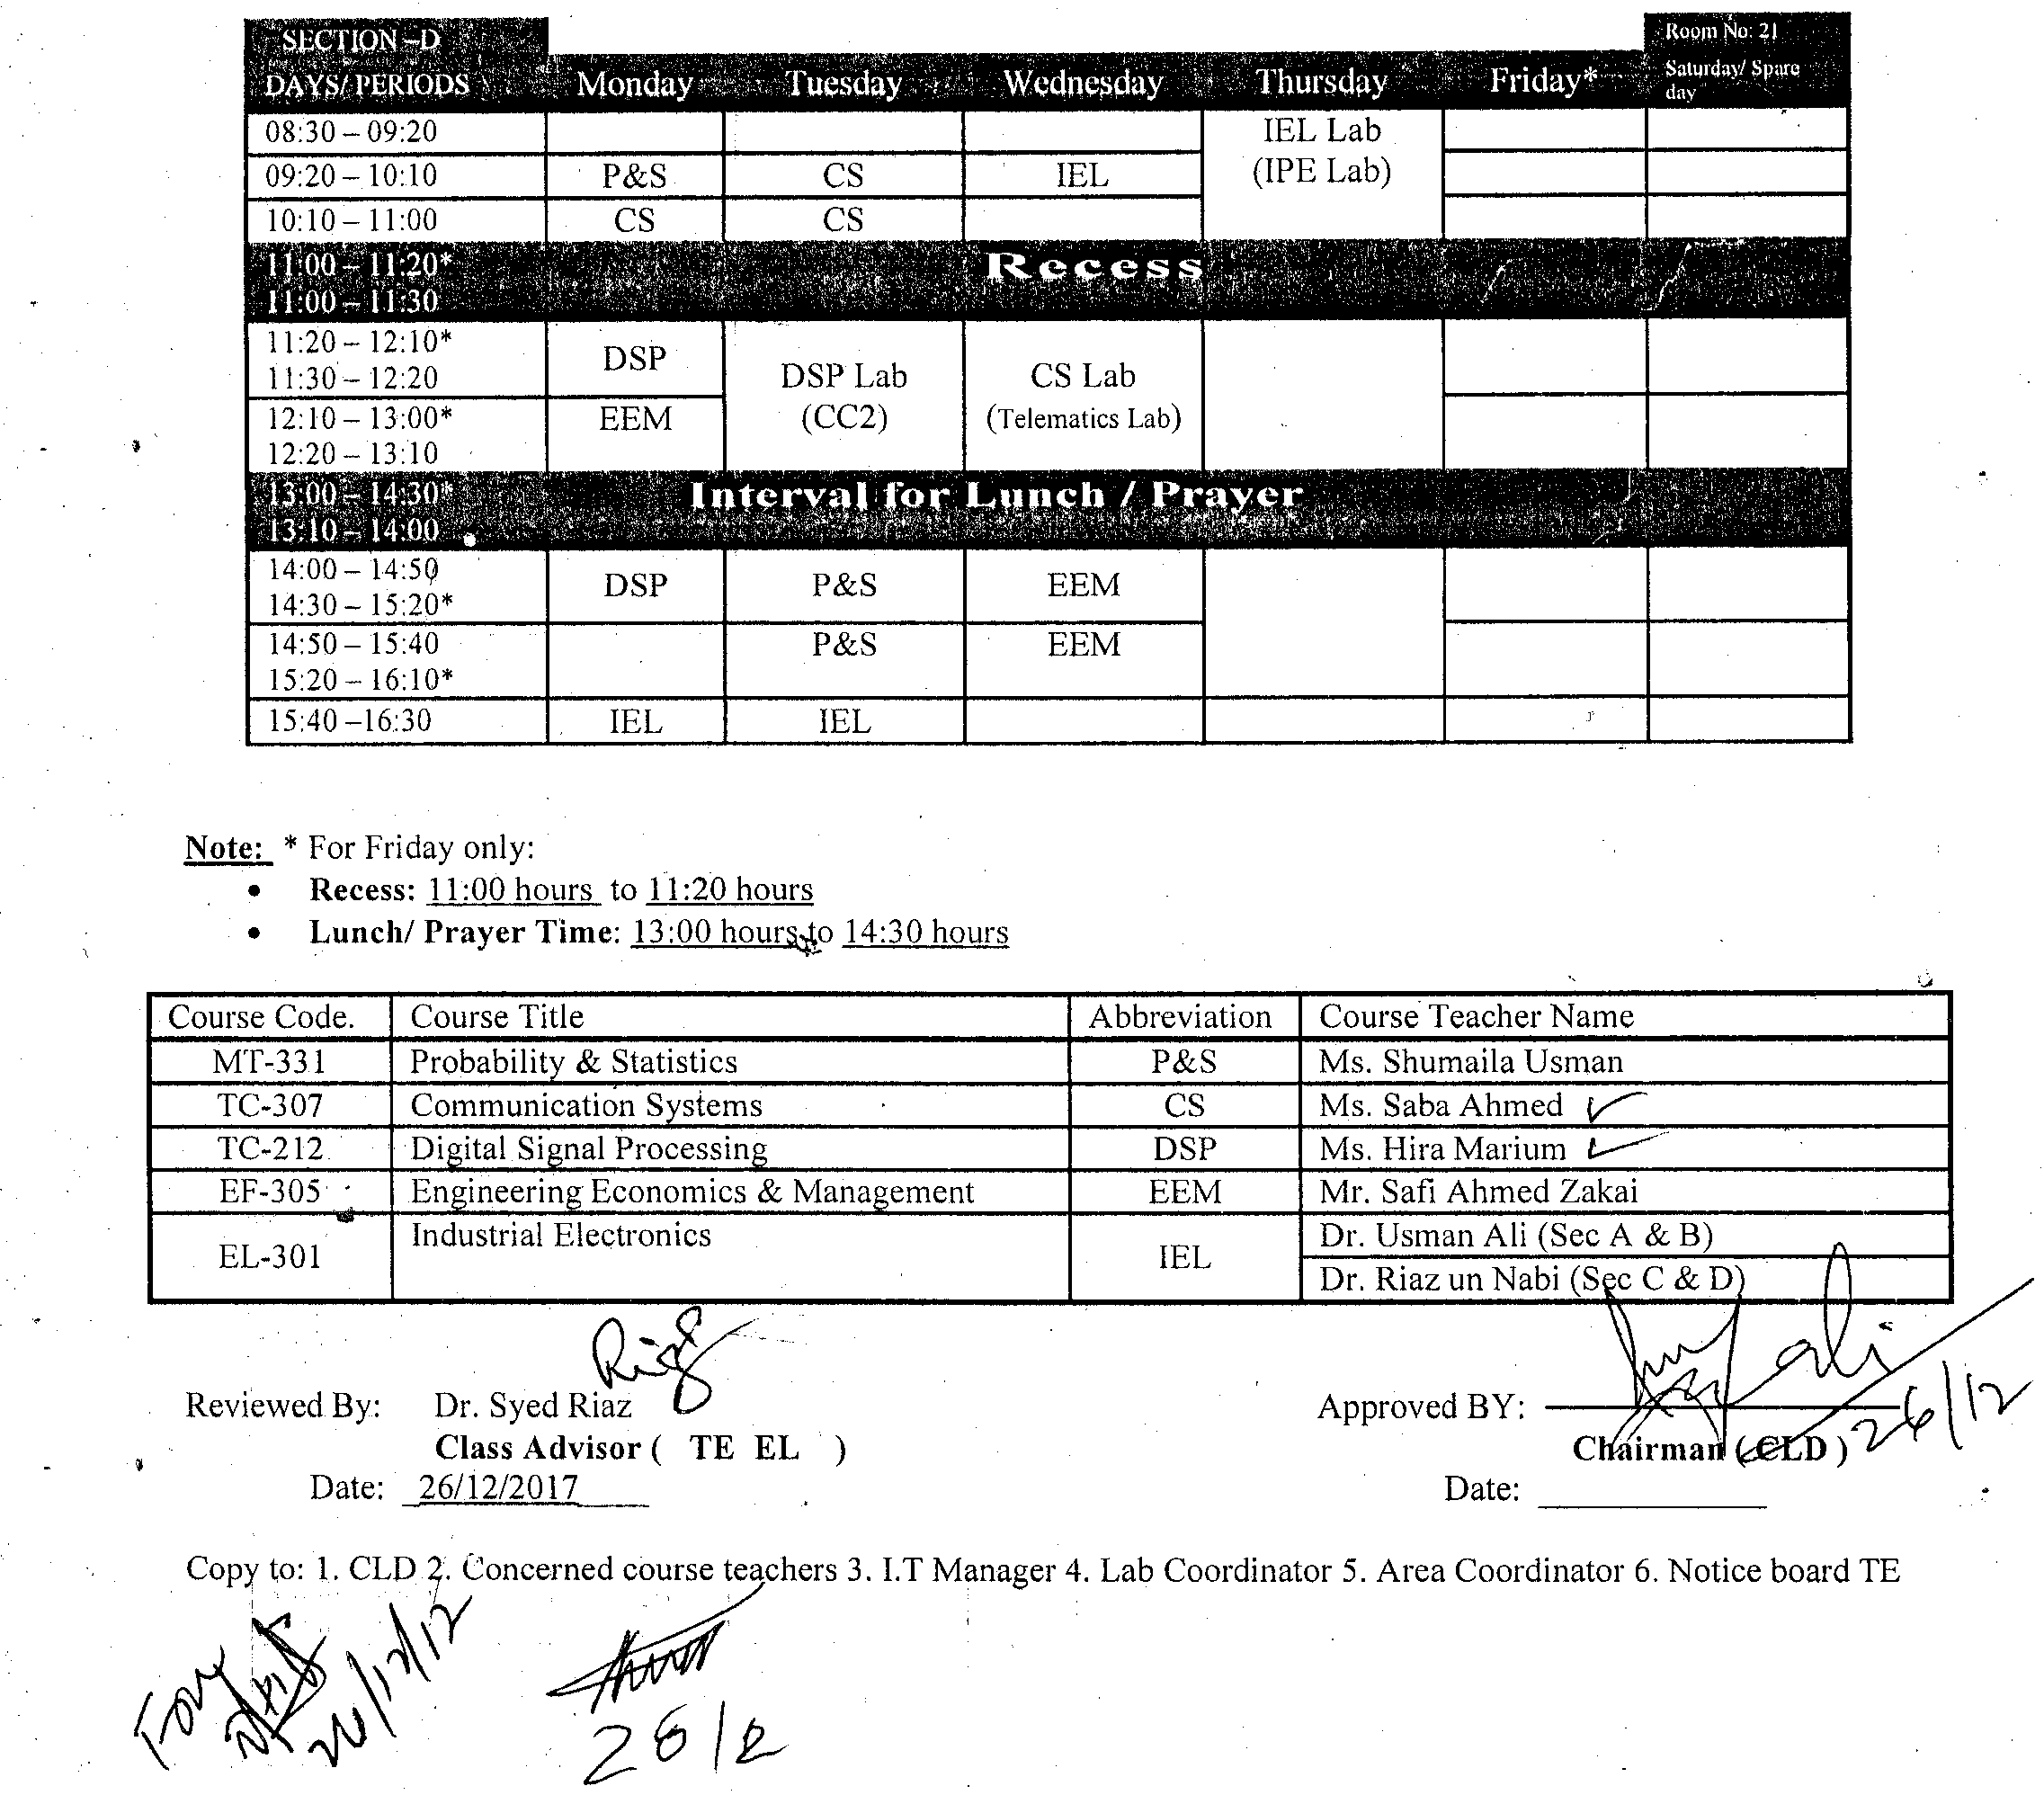 SECTION –D
Room No: 21
DAYS/ PERIODS Monday Tuesday Wednesday Thursday Friday* Saturday/ Spare day
08:30 – 09:20 IEL Lab
(IPE Lab)
09:20 – 10:10 P&S CS IEL
10:10 – 11:00 CS CS
11:00 – 11:20* Recess
11:00 – 11:30
11:20 – 12:10* DSP DSP Lab CS Lab
11:30 – 12:20
12:10 – 13:00* EEM (CC2) (Telematics Lab)
12:20 – 13:10
13:00 – 14:30* Interval for Lunch / Prayer
13:10 – 14:00
14:00 – 14:50 DSP P&S EEM
14:30 – 15:20*
14:50 – 15:40 P&S EEM
15:20 – 16:10*
15:40 –16:30 IEL IEL
Note: * For Friday only:
• Recess: 11:00 hours to 11:20 hours
• Lunch/ Prayer Time: 13:00 hours to 14:30 hours
Course Code. Course Title Abbreviation Course Teacher Name
MT-331 Probability & Statistics P&S Ms. Shumaila Usman
TC-307 Communication Systems CS Ms. Saba Ahmed
TC-212 Digital Signal Processing DSP Ms. Hira Marium
EF-305 Engineering Economics & Management EEM Mr. Safi Ahmed Zakai
EL-301 Industrial Electronics IEL Dr. Usman Ali (Sec A & B)
Dr. Riaz un Nabi (Sec C & D)
Reviewed By: Dr. Syed Riaz Approved BY:
Class Advisor ( TE EL ) Chairman (CLD) 26/12
Date: 26/12/2017 Date:
Copy to: 1. CLD 2. Concerned course teachers 3. I.T Manager 4. Lab Coordinator 5. Area Coordinator 6. Notice board TE
For